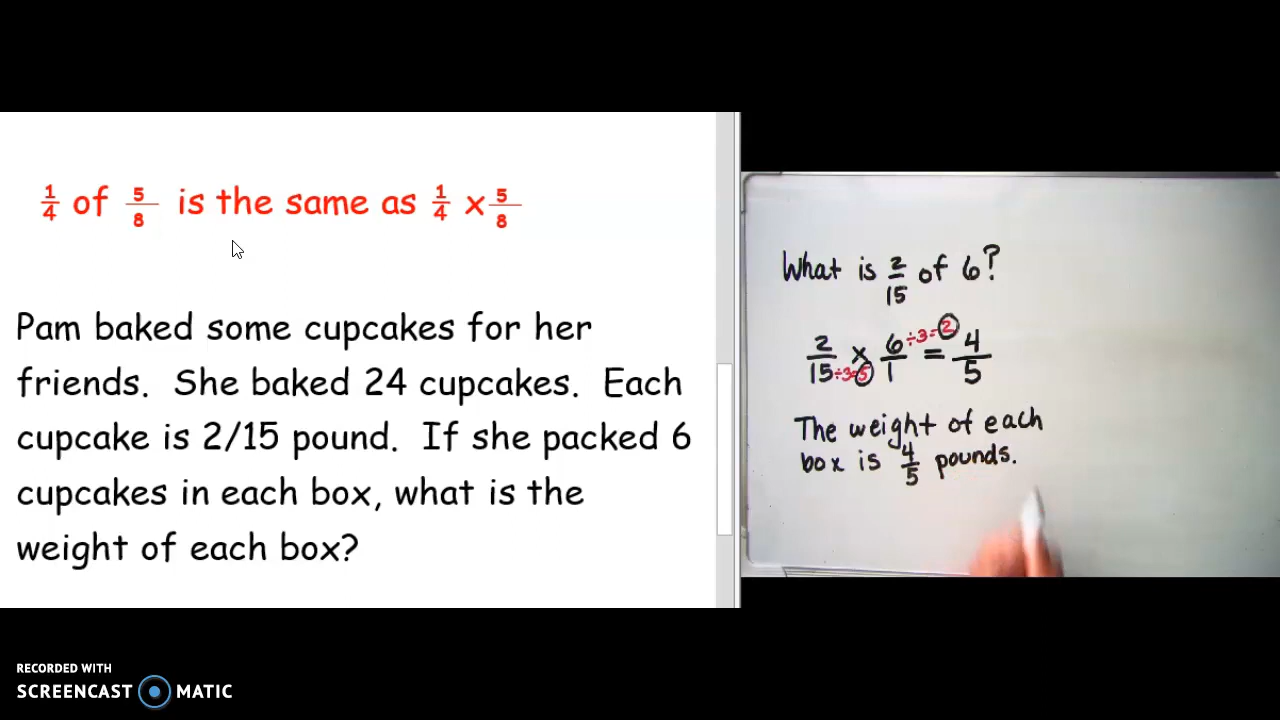 1/4 of 5/8 is the same as 1/4 x 5/8
Pam baked some cupcakes for her
friends. She baked 24 cupcakes. Each
cupcake is 2/15 pound. If she packed 6
cupcakes in each box, what is the
weight of each box?
What is 2/15 of 6?
2/15 ÷3=5 x 6/1 ÷3=2 = 4/5
The weight of each
box is 4/5 pounds.
RECORDED WITH
SCREENCAST MATIC